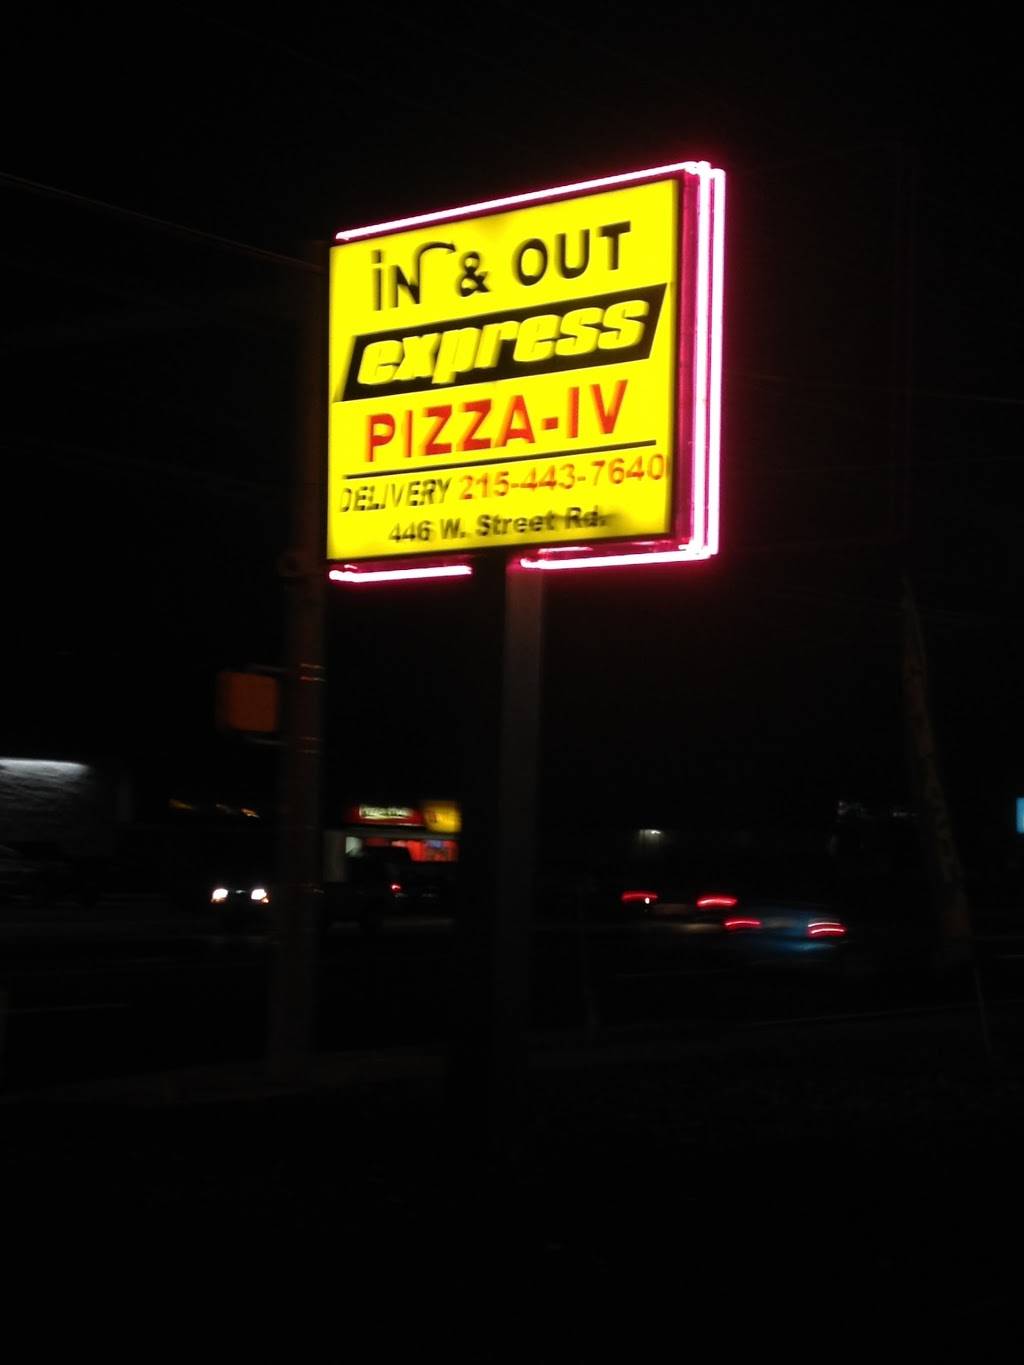 iN & OUT
express
PIZZA-IV
DELIVERY 215-443-7640
446 W. Street Rd.